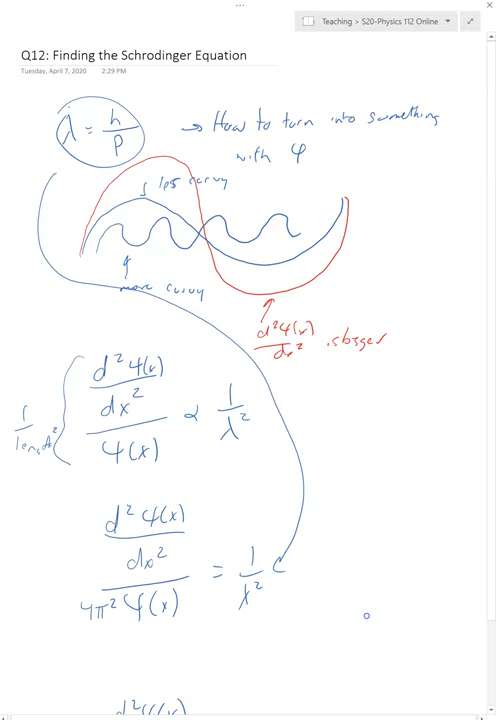 Teaching > S20-Physics 112 Online
Q12: Finding the Schrodinger Equation
Tuesday, April 7, 2020 2:29 PM
λ = h/p → How to turn into something
with ψ
less curvy
more curvy
d²ψ(x)/dx² is bigger
1/length² { (d²ψ(x)/dx²)/ψ(x) ∝ 1/λ²
(d²ψ(x)/dx²)/(4π²ψ(x)) = 1/λ²